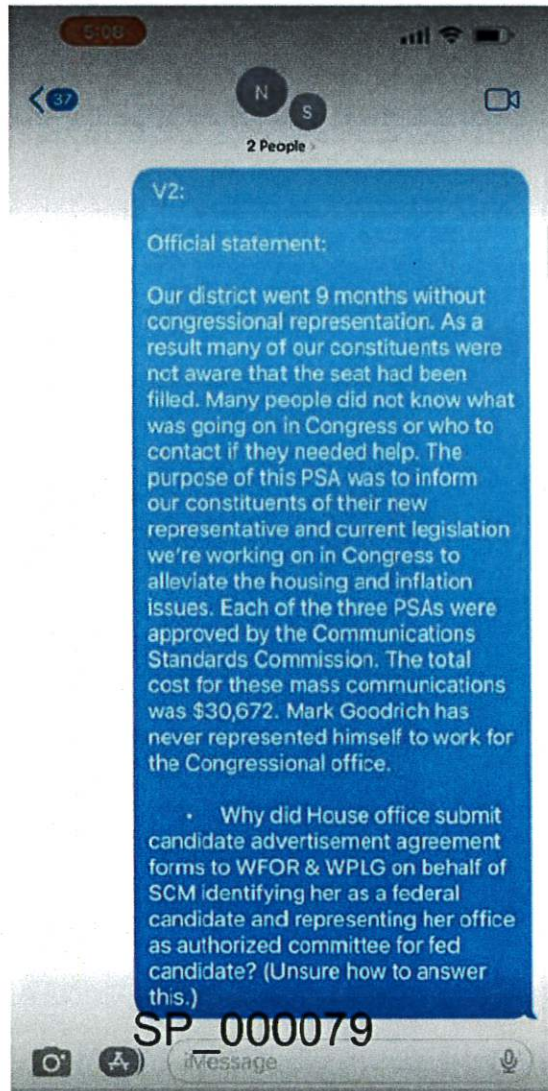 5:08
37
N
S
2 People >
V2:
Official statement:
Our district went 9 months without
congressional representation. As a
result many of our constituents were
not aware that the seat had been
filled. Many people did not know what
was going on in Congress or who to
contact if they needed help. The
purpose of this PSA was to inform
our constituents of their new
representative and current legislation
we're working on in Congress to
alleviate the housing and inflation
issues. Each of the three PSAs were
approved by the Communications
Standards Commission. The total
cost for these mass communications
was $30,672. Mark Goodrich has
never represented himself to work for
the Congressional office.
• Why did House office submit
candidate advertisement agreement
forms to WFOR & WPLG on behalf of
SCM identifying her as a federal
candidate and representing her office
as authorized committee for fed
candidate? (Unsure how to answer
this.)
SP_000079
iMessage